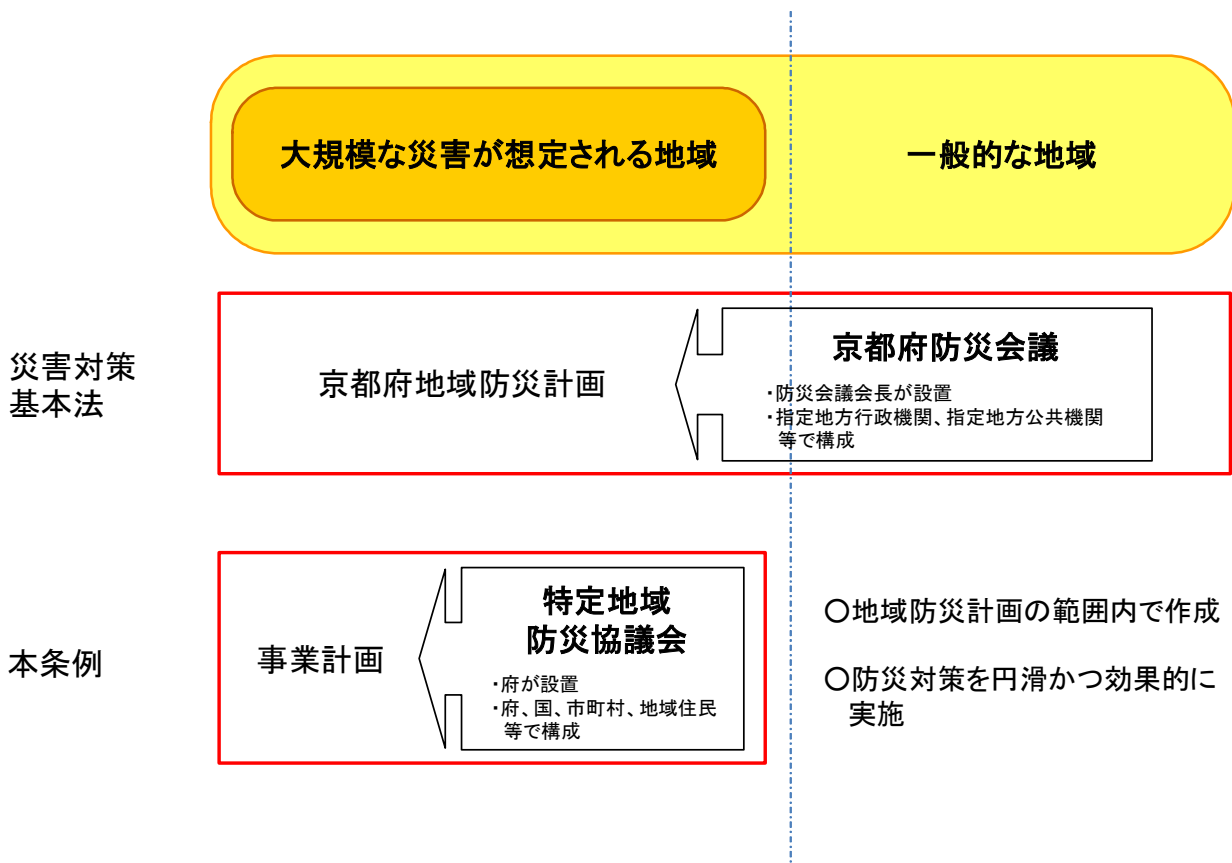 大規模な災害が想定される地域
一般的な地域
災害対策
基本法
京都府地域防災計画
京都府防災会議
・防災会議会長が設置
・指定地方行政機関、指定地方公共機関
等で構成
本条例
事業計画
特定地域
防災協議会
・府が設置
・府、国、市町村、地域住民
等で構成
〇地域防災計画の範囲内で作成
〇防災対策を円滑かつ効果的に
実施